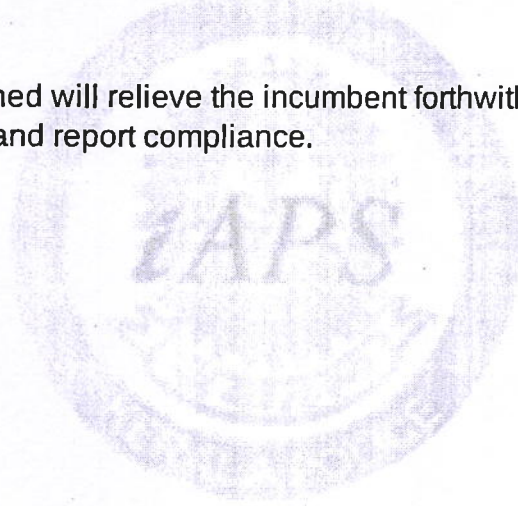 ned will relieve the incumbent forthwith
and report compliance.
iAPS